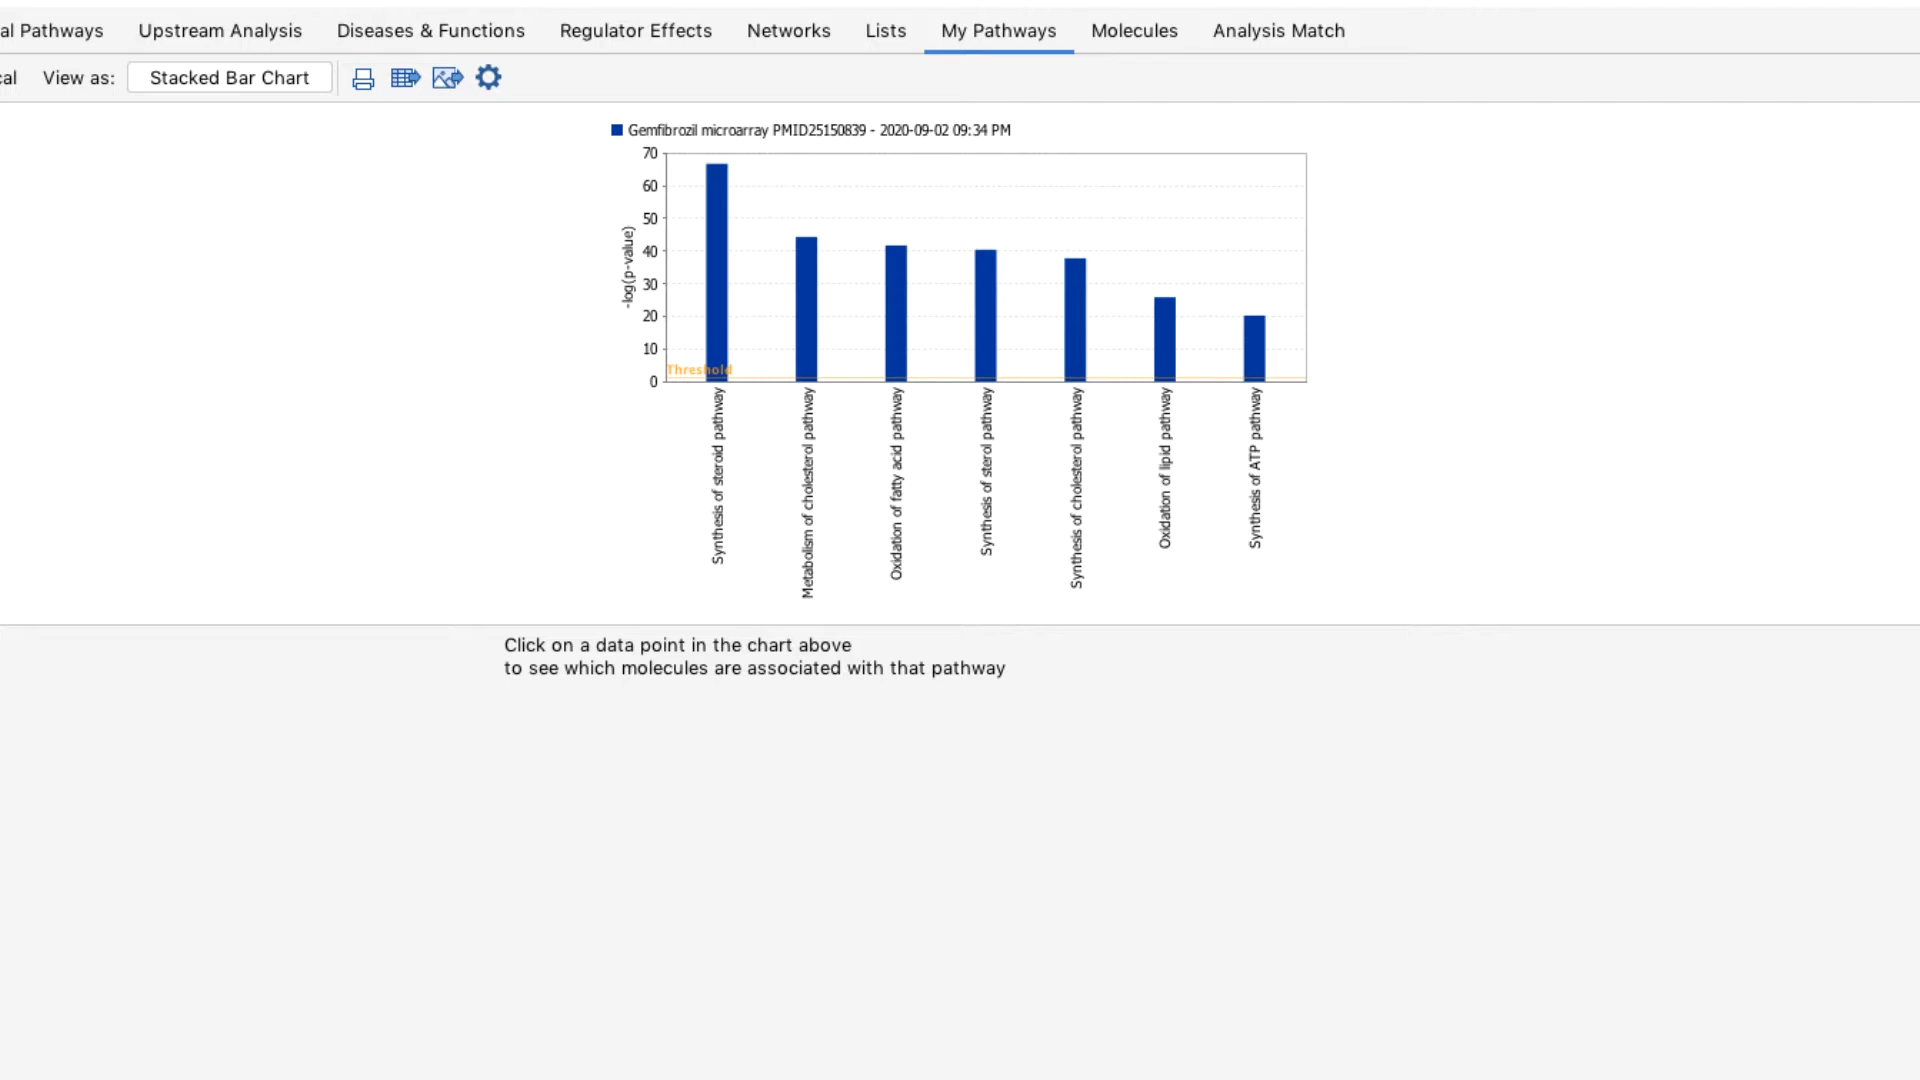 al Pathways Upstream Analysis Diseases & Functions Regulator Effects Networks Lists My Pathways Molecules Analysis Match
cal View as: Stacked Bar Chart
Gemfibrozil microarray PMID25150839 - 2020-09-02 09:34 PM
70
60
50
40
30
20
10
0
-log(p-value)
Threshold
Synthesis of steroid pathway
Metabolism of cholesterol pathway
Oxidation of fatty acid pathway
Synthesis of sterol pathway
Synthesis of cholesterol pathway
Oxidation of lipid pathway
Synthesis of ATP pathway
Click on a data point in the chart above
to see which molecules are associated with that pathway